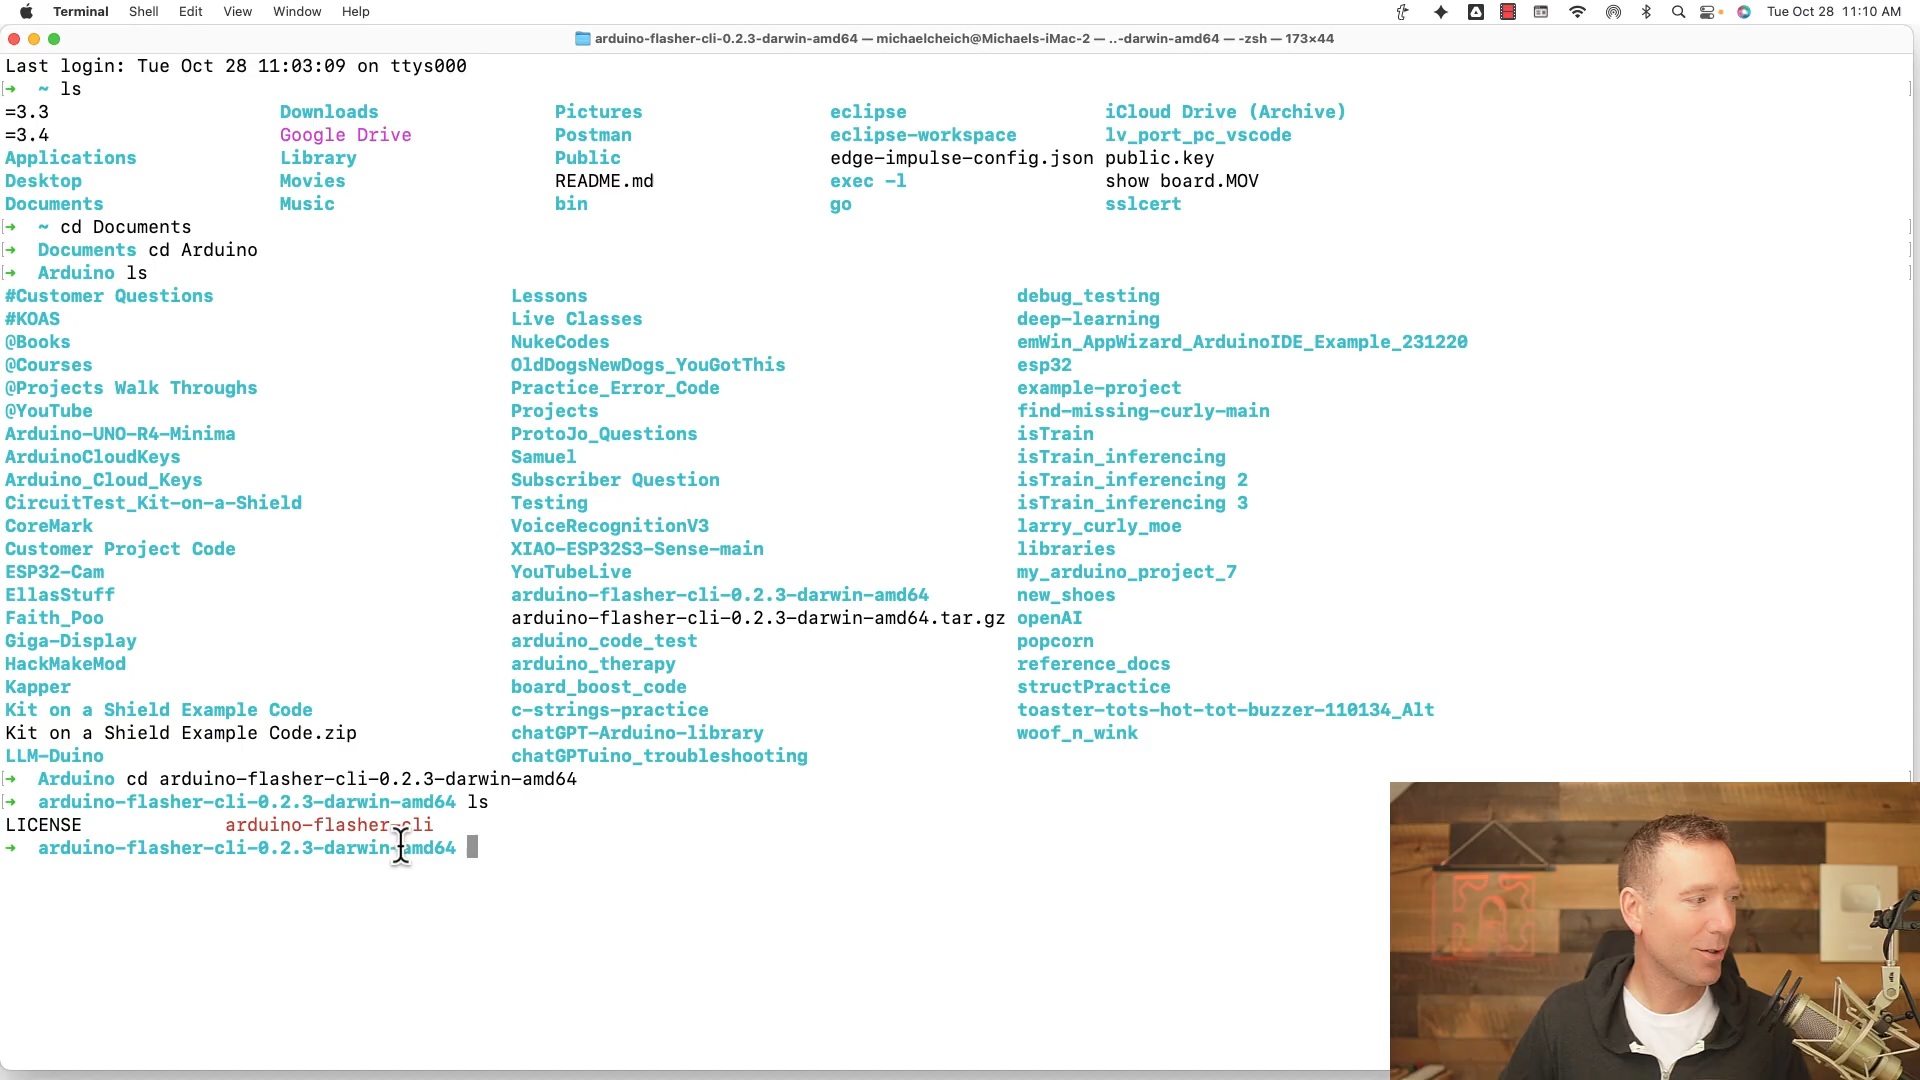 Terminal Shell Edit View Window Help Tue Oct 28 11:10 AM
arduino-flasher-cli-0.2.3-darwin-amd64 — michaelcheich@Michaels-iMac-2 — ..-darwin-amd64 — -zsh — 173×44
Last login: Tue Oct 28 11:03:09 on ttys000
➜ ~ ls
=3.3 Downloads Pictures eclipse iCloud Drive (Archive)
=3.4 Google Drive Postman eclipse-workspace lv_port_pc_vscode
Applications Library Public edge-impulse-config.json public.key
Desktop Movies README.md exec -l show board.MOV
Documents Music bin go sslcert
➜ ~ cd Documents
➜ Documents cd Arduino
➜ Arduino ls
#Customer Questions Lessons debug_testing
#KOAS Live Classes deep-learning
@Books NukeCodes emWin_AppWizard_ArduinoIDE_Example_231220
@Courses OldDogsNewDogs_YouGotThis esp32
@Projects Walk Throughs Practice_Error_Code example-project
@YouTube Projects find-missing-curly-main
Arduino-UNO-R4-Minima ProtoJo_Questions isTrain
ArduinoCloudKeys Samuel isTrain_inferencing
Arduino_Cloud_Keys Subscriber Question isTrain_inferencing 2
CircuitTest_Kit-on-a-Shield Testing isTrain_inferencing 3
CoreMark VoiceRecognitionV3 larry_curly_moe
Customer Project Code XIAO-ESP32S3-Sense-main libraries
ESP32-Cam YouTubeLive my_arduino_project_7
EllasStuff arduino-flasher-cli-0.2.3-darwin-amd64 new_shoes
Faith_Poo arduino-flasher-cli-0.2.3-darwin-amd64.tar.gz openAI
Giga-Display arduino_code_test popcorn
HackMakeMod arduino_therapy reference_docs
Kapper board_boost_code structPractice
Kit on a Shield Example Code c-strings-practice toaster-tots-hot-tot-buzzer-110134_Alt
Kit on a Shield Example Code.zip chatGPT-Arduino-library woof_n_wink
LLM-Duino chatGPTuino_troubleshooting
➜ Arduino cd arduino-flasher-cli-0.2.3-darwin-amd64
➜ arduino-flasher-cli-0.2.3-darwin-amd64 ls
LICENSE arduino-flasher-cli
➜ arduino-flasher-cli-0.2.3-darwin-amd64